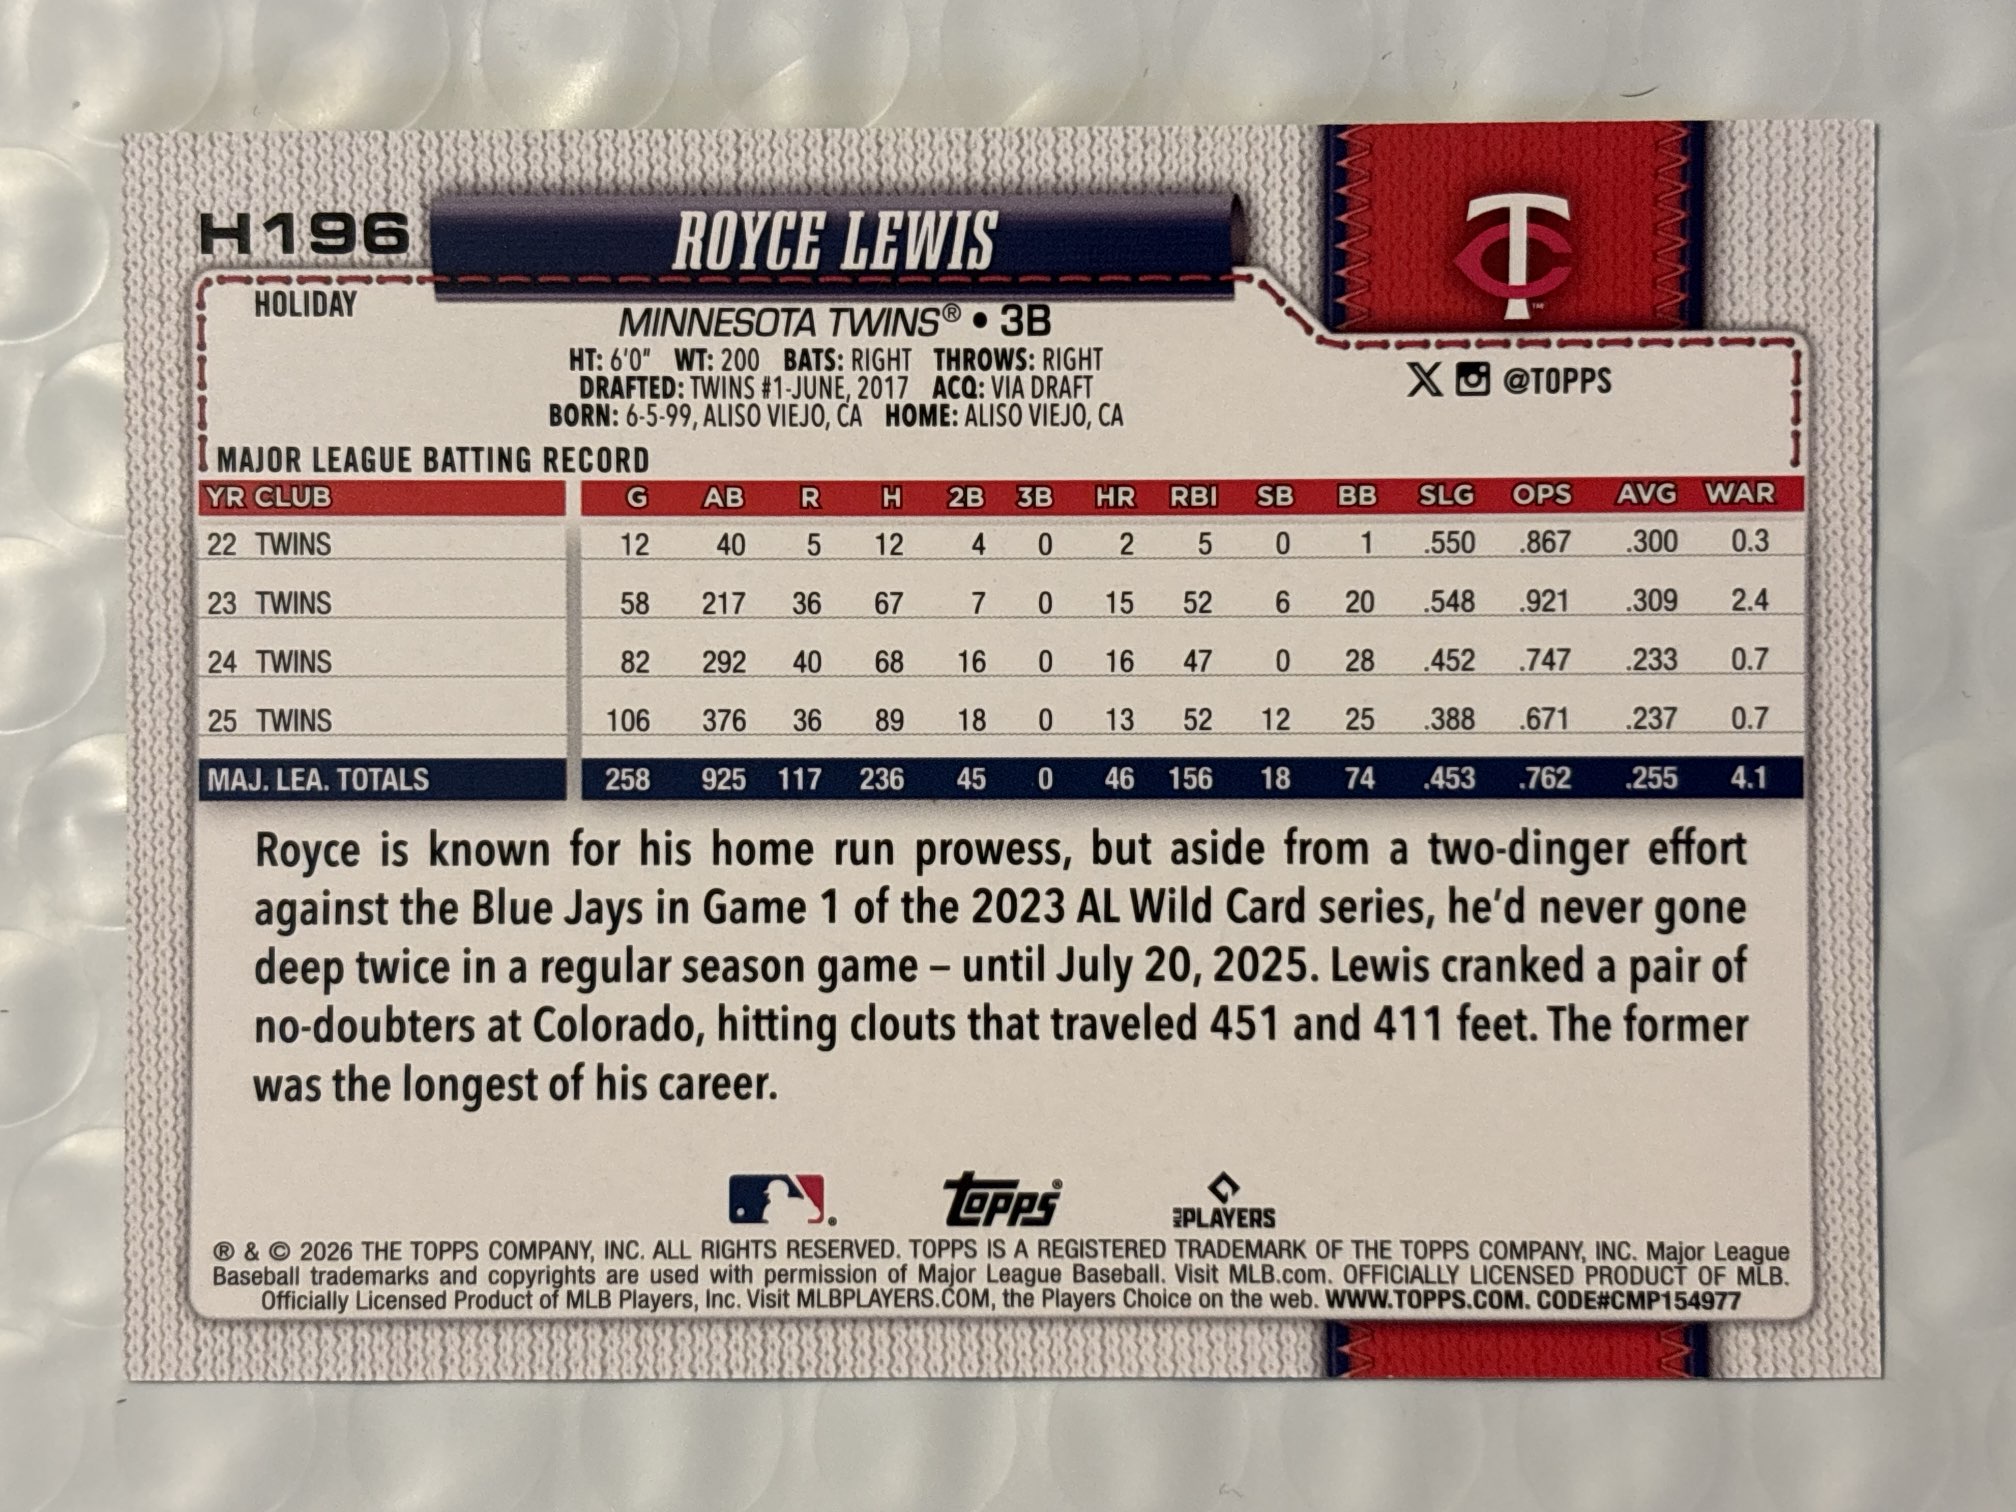 H196
ROYCE LEWIS
TC™
HOLIDAY
MINNESOTA TWINS® • 3B
HT: 6'0" WT: 200 BATS: RIGHT THROWS: RIGHT
DRAFTED: TWINS #1-JUNE, 2017 ACQ: VIA DRAFT
BORN: 6-5-99, ALISO VIEJO, CA HOME: ALISO VIEJO, CA
X @TOPPS
MAJOR LEAGUE BATTING RECORD
YR CLUB G AB R H 2B 3B HR RBI SB BB SLG OPS AVG WAR
22 TWINS 12 40 5 12 4 0 2 5 0 1 .550 .867 .300 0.3
23 TWINS 58 217 36 67 7 0 15 52 6 20 .548 .921 .309 2.4
24 TWINS 82 292 40 68 16 0 16 47 0 28 .452 .747 .233 0.7
25 TWINS 106 376 36 89 18 0 13 52 12 25 .388 .671 .237 0.7
MAJ. LEA. TOTALS 258 925 117 236 45 0 46 156 18 74 .453 .762 .255 4.1
Royce is known for his home run prowess, but aside from a two-dinger effort
against the Blue Jays in Game 1 of the 2023 AL Wild Card series, he'd never gone
deep twice in a regular season game – until July 20, 2025. Lewis cranked a pair of
no-doubters at Colorado, hitting clouts that traveled 451 and 411 feet. The former
was the longest of his career.
Topps® MLB PLAYERS
® & © 2026 THE TOPPS COMPANY, INC. ALL RIGHTS RESERVED. TOPPS IS A REGISTERED TRADEMARK OF THE TOPPS COMPANY, INC. Major League
Baseball trademarks and copyrights are used with permission of Major League Baseball. Visit MLB.com. OFFICIALLY LICENSED PRODUCT OF MLB.
Officially Licensed Product of MLB Players, Inc. Visit MLBPLAYERS.COM, the Players Choice on the web. WWW.TOPPS.COM. CODE#CMP154977